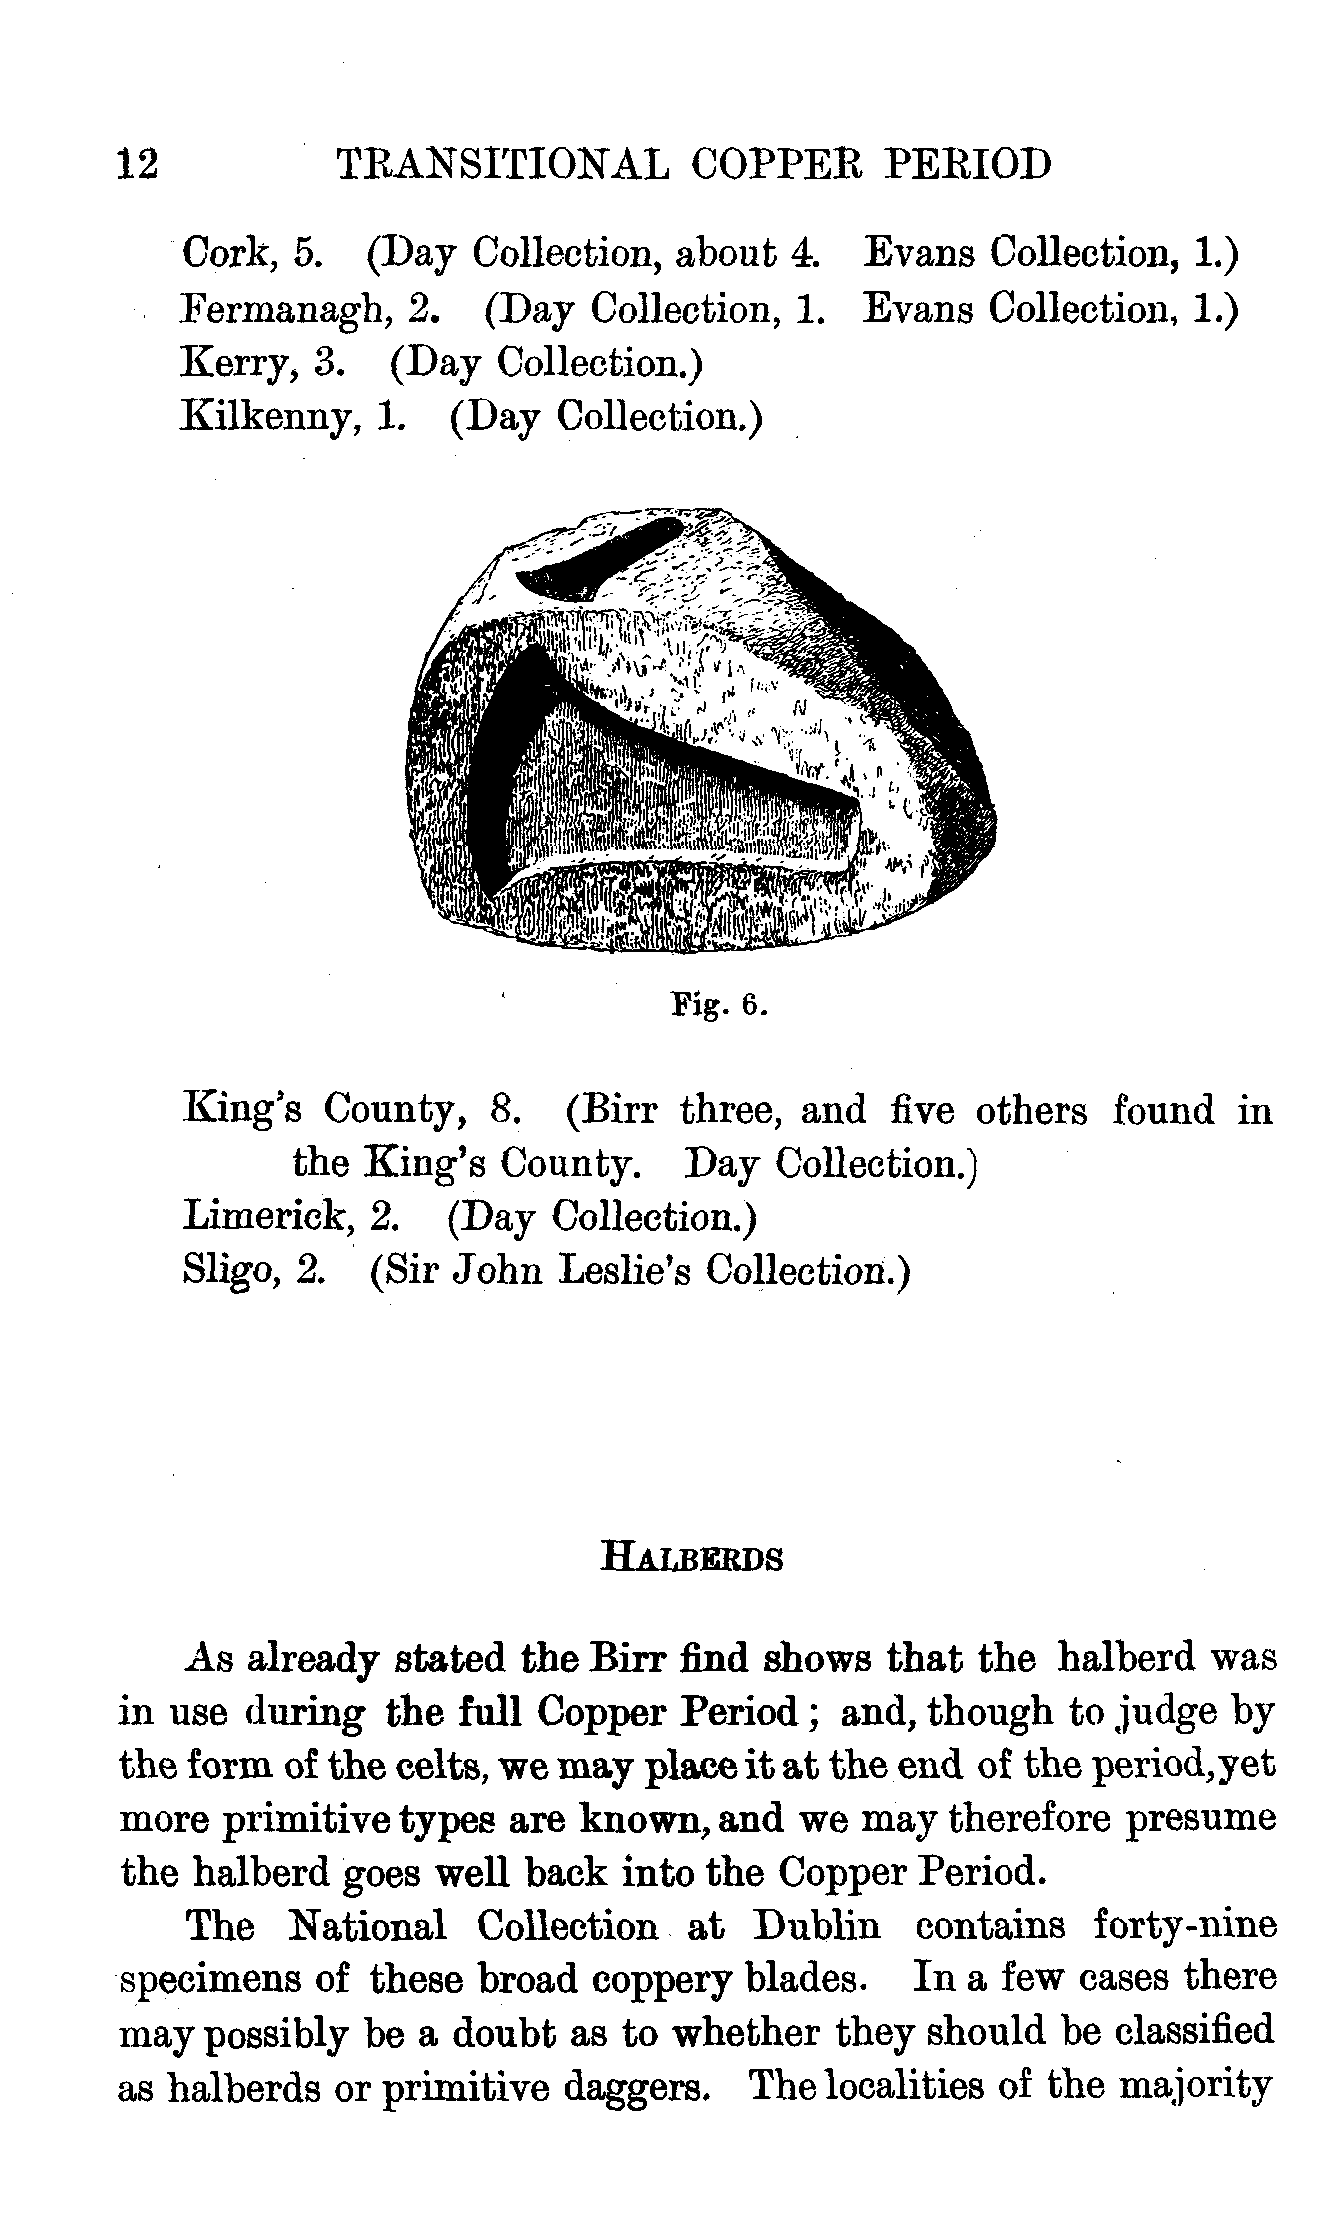 12 TRANSITIONAL COPPER PERIOD
Cork, 5. (Day Collection, about 4. Evans Collection, 1.)
Fermanagh, 2. (Day Collection, 1. Evans Collection, 1.)
Kerry, 3. (Day Collection.)
Kilkenny, 1. (Day Collection.)
Fig. 6.
King's County, 8. (Birr three, and five others found in
the King's County. Day Collection.)
Limerick, 2. (Day Collection.)
Sligo, 2. (Sir John Leslie's Collection.)
HALBERDS
As already stated the Birr find shows that the halberd was
in use during the full Copper Period; and, though to judge by
the form of the celts, we may place it at the end of the period, yet
more primitive types are known, and we may therefore presume
the halberd goes well back into the Copper Period.
The National Collection at Dublin contains forty-nine
specimens of these broad coppery blades. In a few cases there
may possibly be a doubt as to whether they should be classified
as halberds or primitive daggers. The localities of the majority